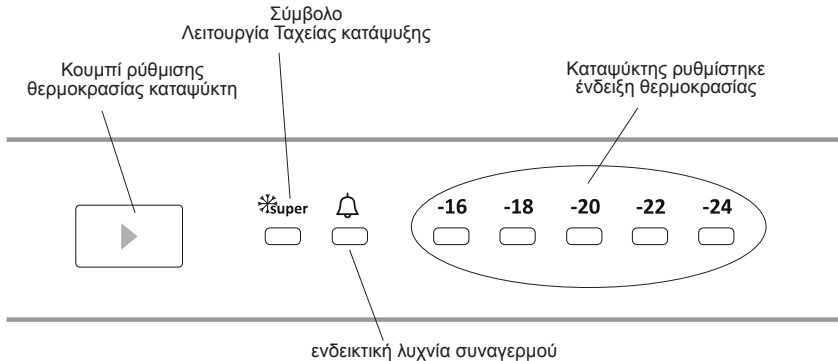 Σύμβολο
Λειτουργία Ταχείας κατάψυξης
Κουμπί ρύθμισης
θερμοκρασίας καταψύκτη
Καταψύκτης ρυθμίστηκε
ένδειξη θερμοκρασίας
super
-16 -18 -20 -22 -24
ενδεικτική λυχνία συναγερμού